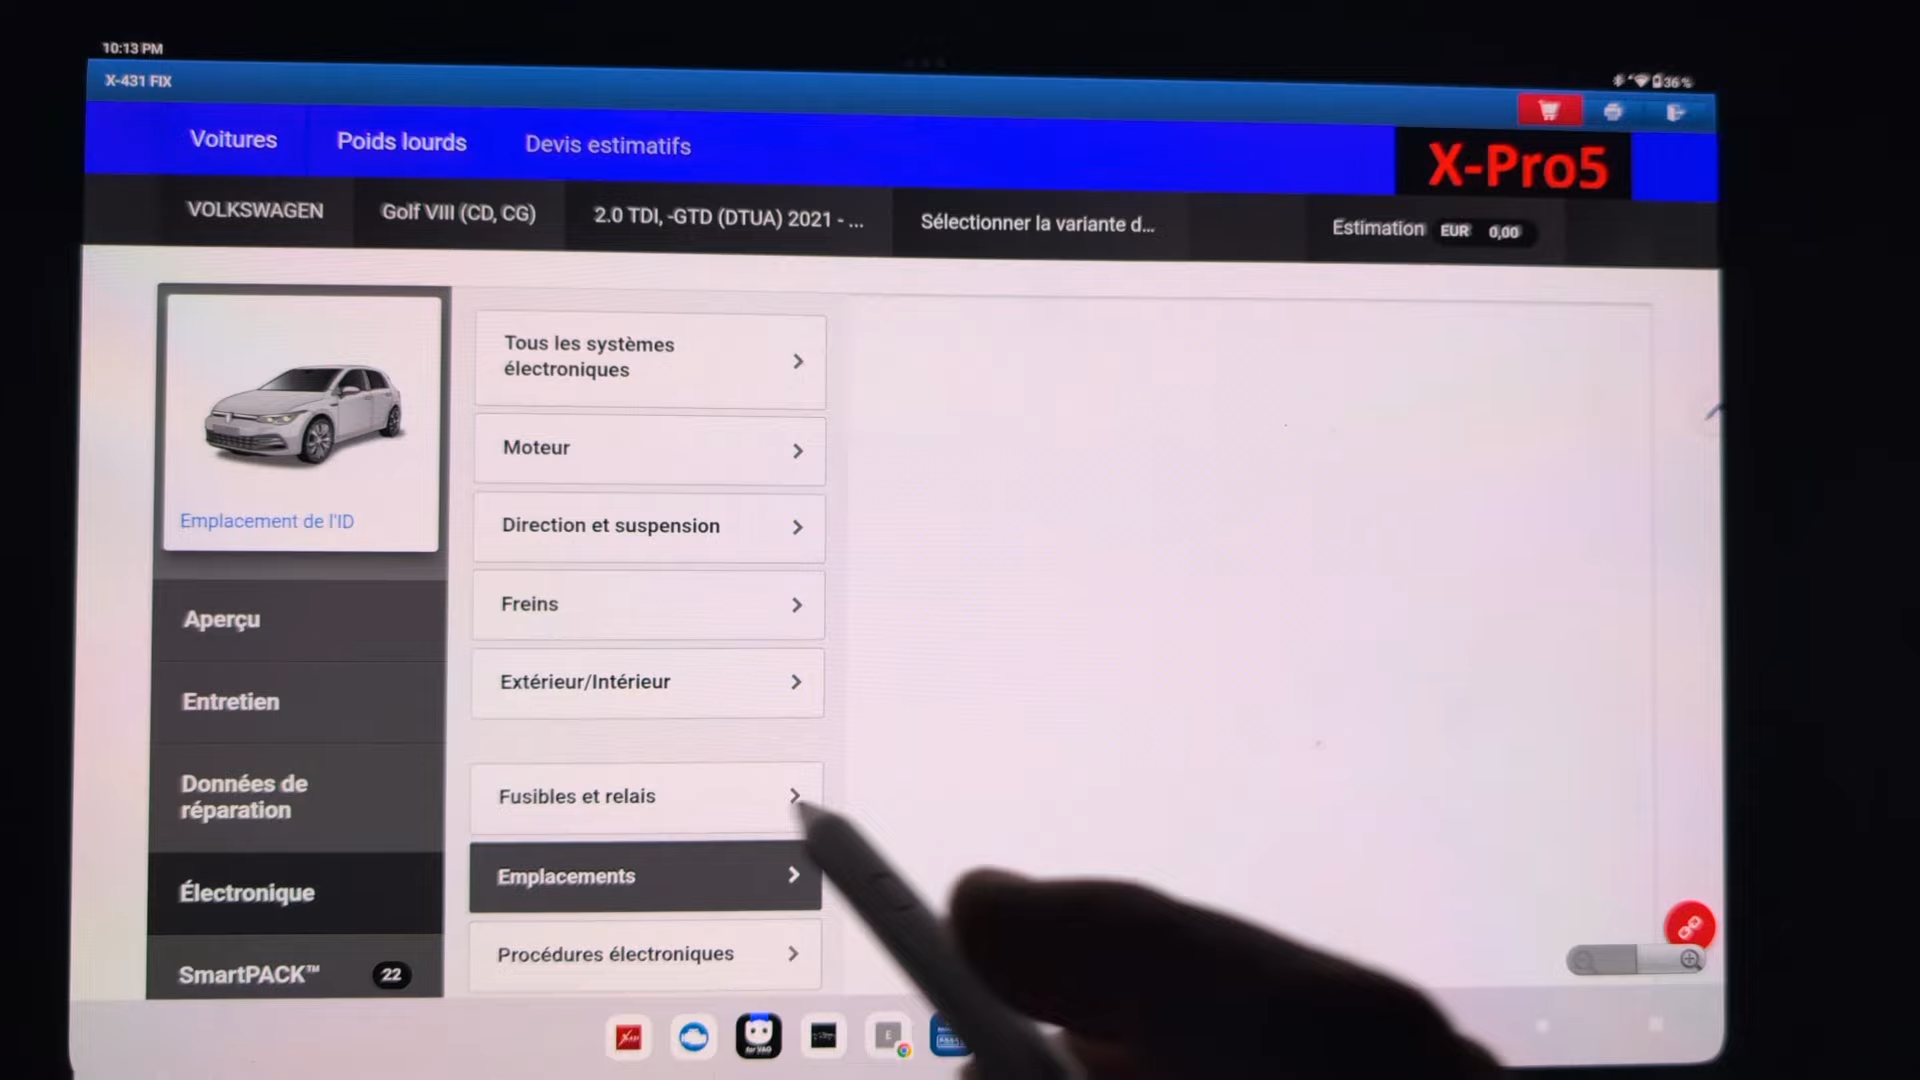 10:13 PM
X-431 FIX
36%
Voitures
Poids lourds
Devis estimatifs
X-Pro5
VOLKSWAGEN
Golf VIII (CD, CG)
2.0 TDI, -GTD (DTUA) 2021 - ...
Sélectionner la variante d...
Estimation EUR 0,00
Emplacement de l'ID
Aperçu
Entretien
Données de
réparation
Électronique
SmartPACK™ 22
Tous les systèmes
électroniques
Moteur
Direction et suspension
Freins
Extérieur/Intérieur
Fusibles et relais
Emplacements
Procédures électroniques
for VAG
E